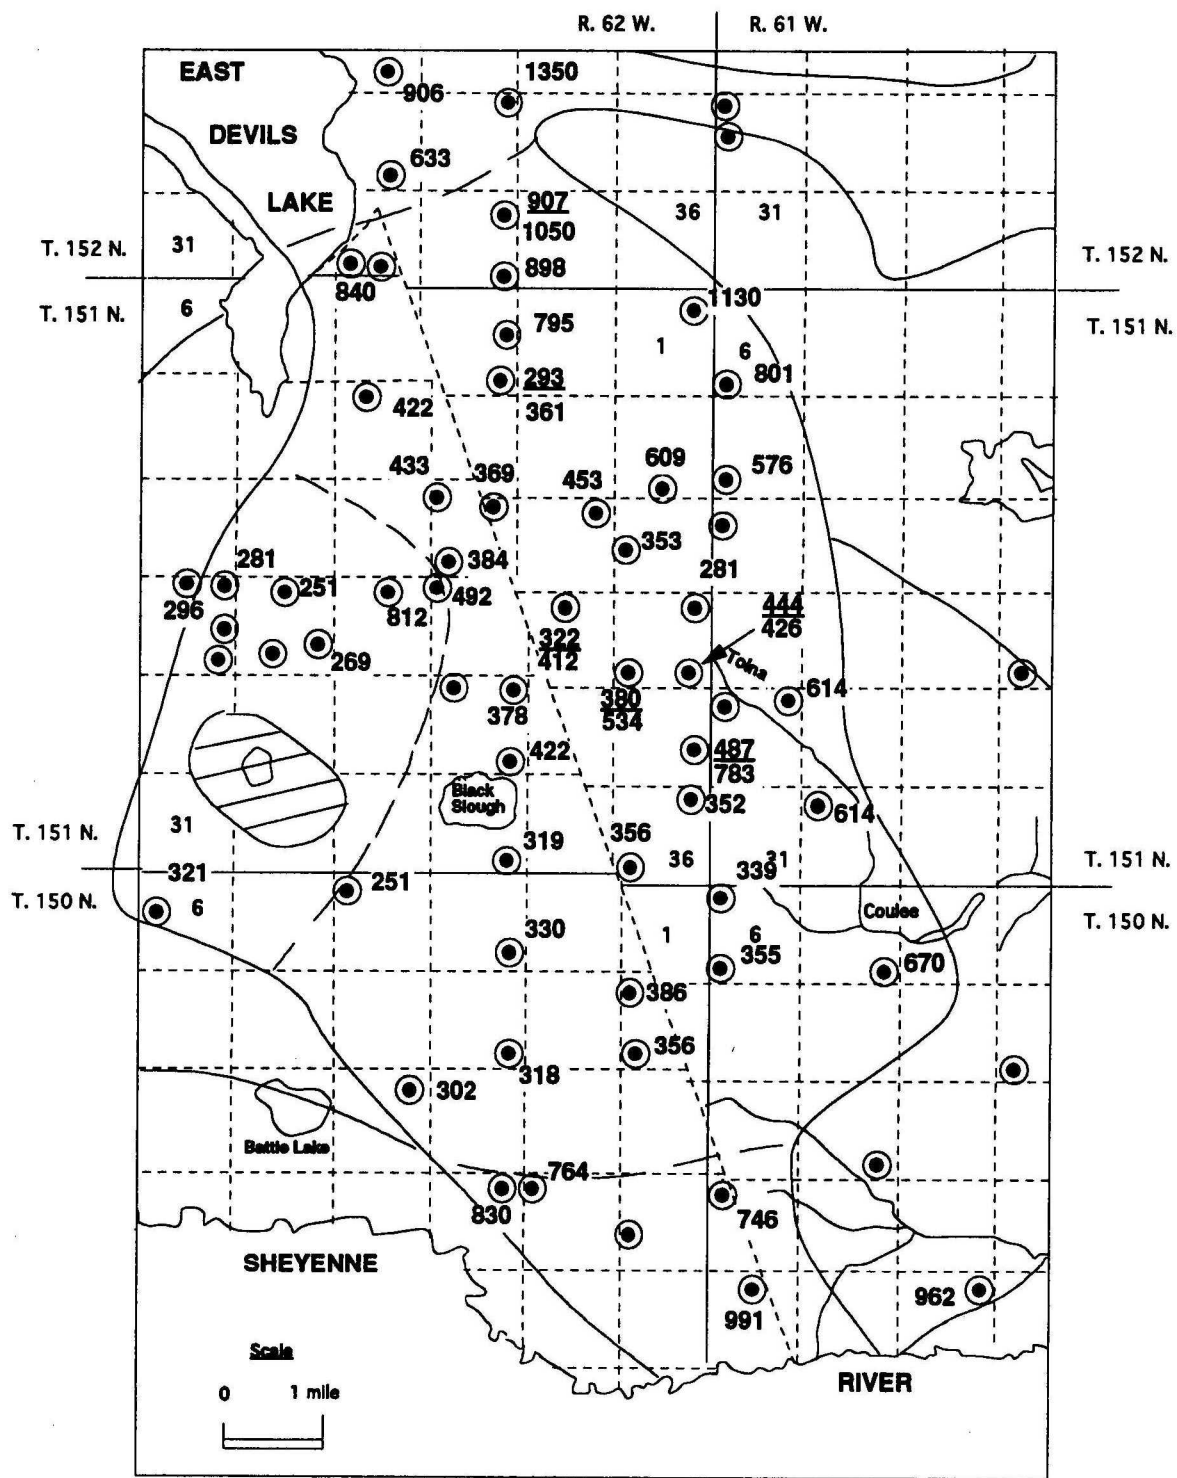 R. 62 W. R. 61 W.
EAST
1350
906
DEVILS
633
LAKE
907
1050
36 31
T. 152 N. 31
T. 152 N.
898
840
T. 151 N. 6
1130
T. 151 N.
795
1 6
293
361
801
422
433 369 453 609 576
353
384
281
281
251
296
812 492
444
426
322
412
269
Tolna
380
534
614
378
422
487
783
Black
Slough
352
614
T. 151 N. 31
319 356
36 31
T. 151 N.
321
251
339
T. 150 N. 6
Coulee
T. 150 N.
330
1 6
355
670
386
356
318
302
Battle Lake
764
830
746
SHEYENNE
991
962
Scale
0 1 mile
RIVER